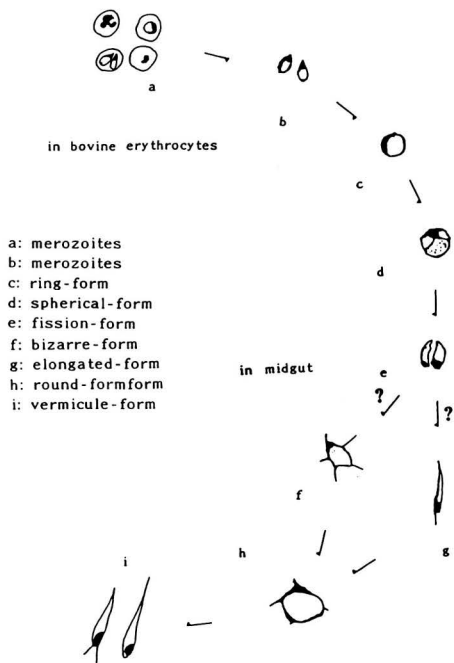 a
b
in bovine erythrocytes
c
a: merozoites
b: merozoites
c: ring-form
d: spherical-form
e: fission-form
f: bizarre-form
g: elongated-form
h: round-formform
i: vermicule-form
d
in midgut
e
?
?
f
g
h
i